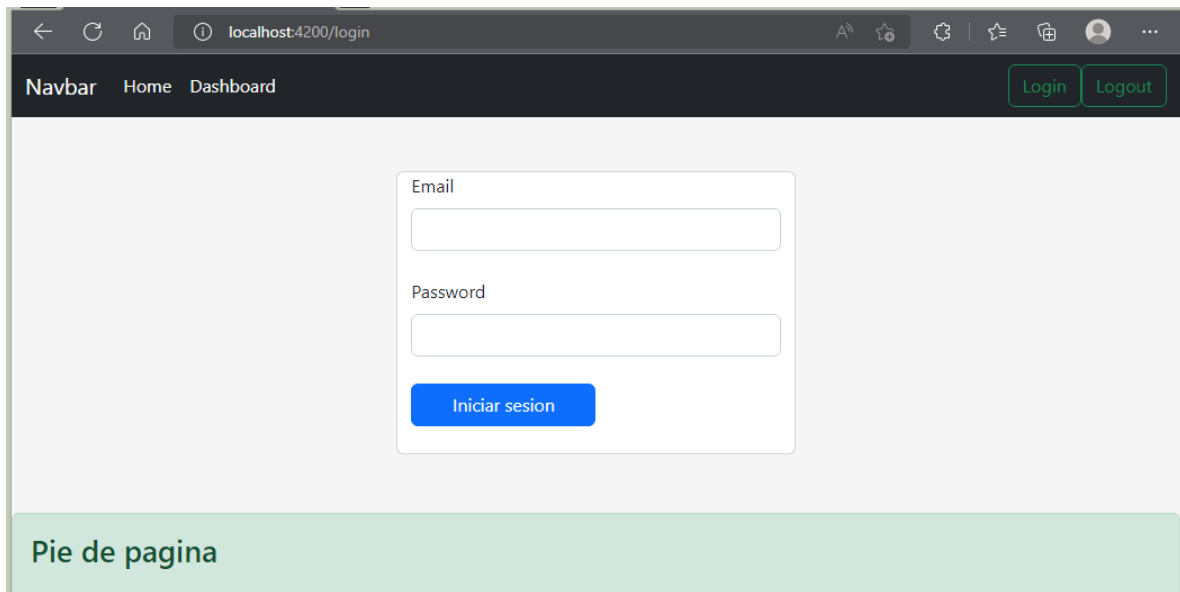 localhost:4200/login
Navbar Home Dashboard Login Logout
Email
Password
Iniciar sesion
Pie de pagina